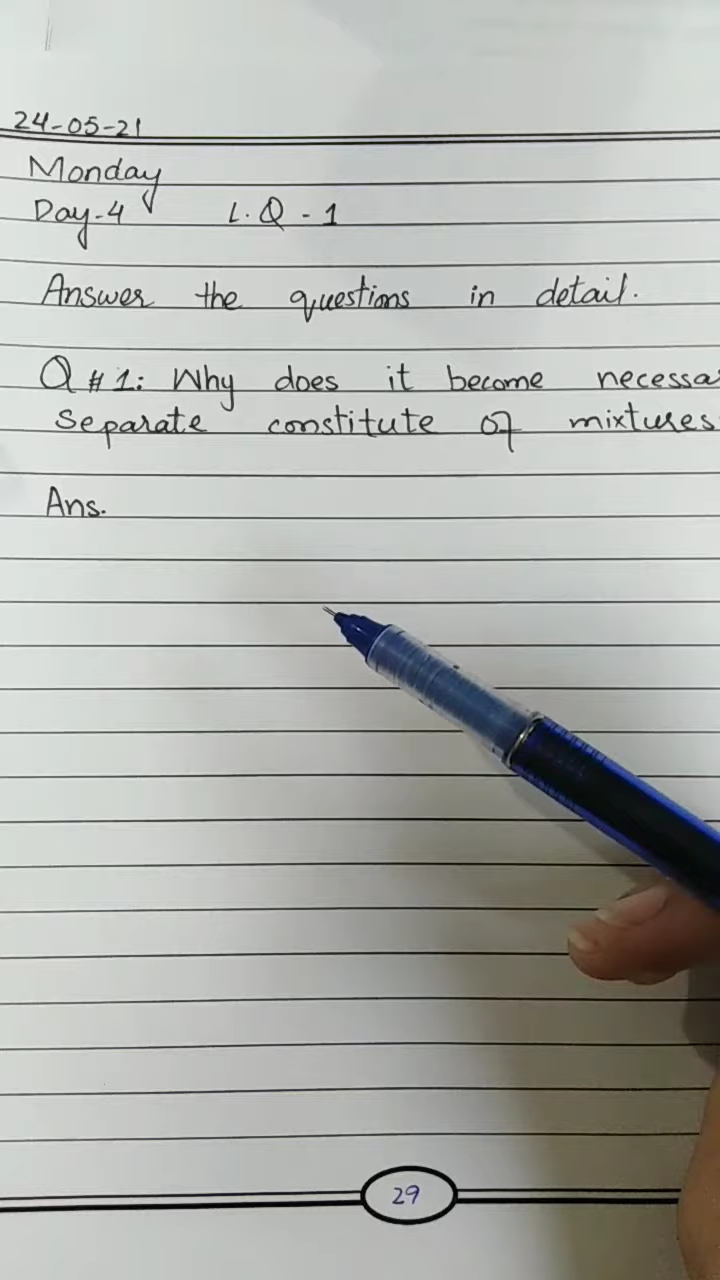 24-05-21
Monday
Day-4 L.Q - 1
Answer the questions in detail.
Q # 1: Why does it become necessa
separate constitute of mixtures
Ans.
29